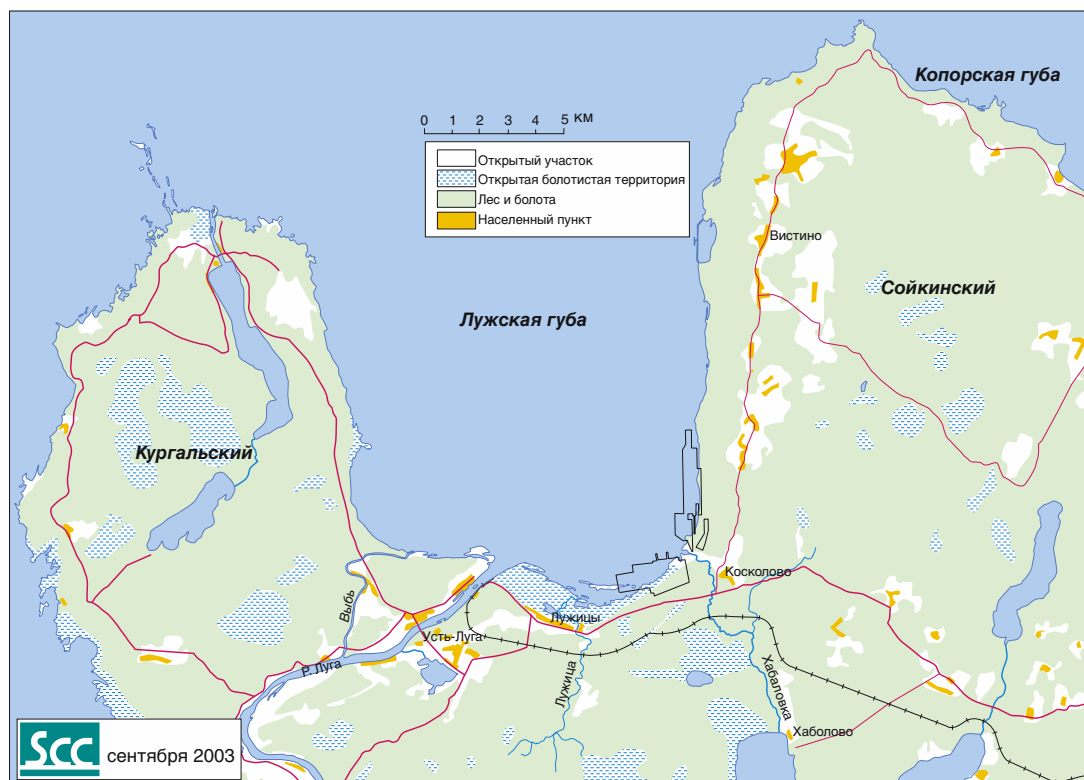 Копорская губа
0 1 2 3 4 5 км
Открытый участок
Открытая болотистая территория
Лес и болота
Населенный пункт
Вистино
Сойкинский
Лужская губа
Кургальский
Косколово
Выбь
Лужицы
Усть-Луга
Р. Луга
Лужица
Хабаловка
Хаболово
SCC сентября 2003